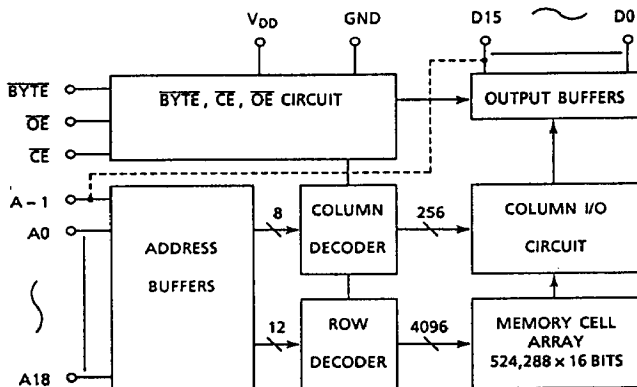 VDD GND D15 D0
BYTE
OE
CE
BYTE, CE, OE CIRCUIT
OUTPUT BUFFERS
A-1
A0
A18
ADDRESS
BUFFERS
8
COLUMN
DECODER
256
COLUMN I/O
CIRCUIT
12
ROW
DECODER
4096
MEMORY CELL
ARRAY
524,288 x 16 BITS